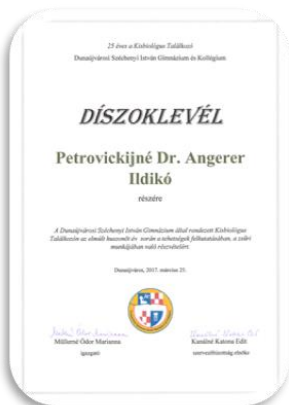 25 éves a Kisbiológus Találkozó
Dunaújvárosi Széchenyi István Gimnázium és Kollégium
DÍSZOKLEVÉL
Petrovickijné Dr. Angerer
Ildikó
részére
A Dunaújvárosi Széchenyi István Gimnázium által rendezett Kisbiológus
Találkozón az elmúlt huszonöt év során a tehetségek felkutatásában, a zsűri
munkájában való részvételért.
Dunaújváros, 2017. március 25.
Müllerné Ódor Marianna
igazgató
Karáliné Katona Edit
szervezőbizottság elnöke